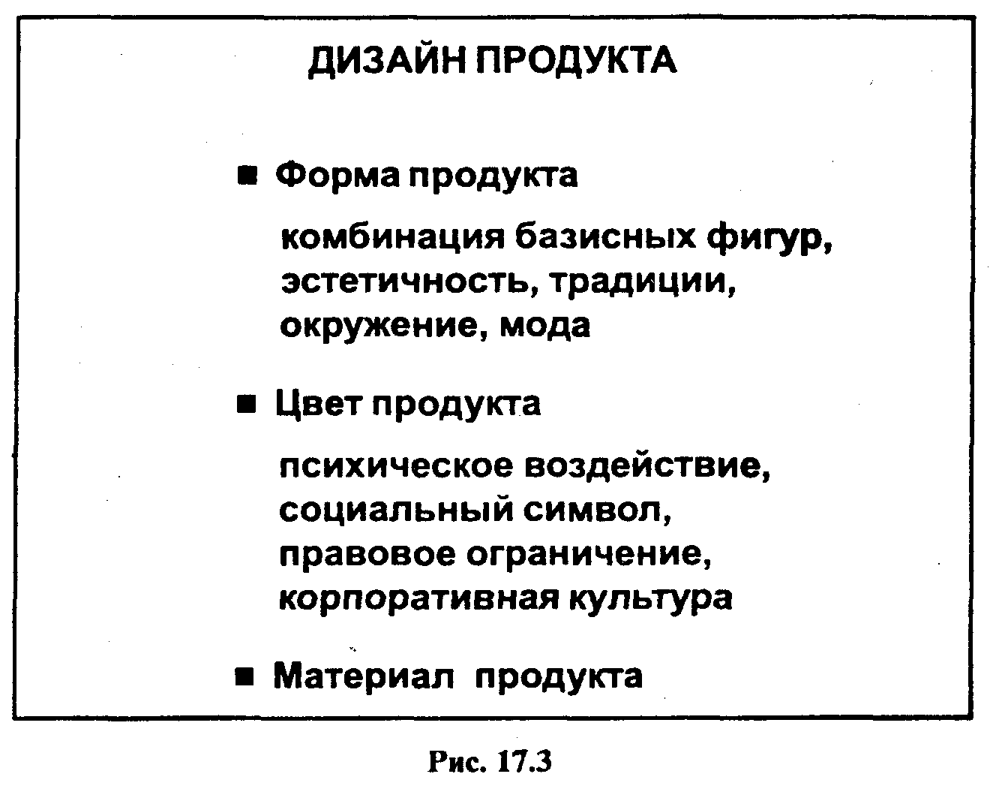 ДИЗАЙН ПРОДУКТА
■ Форма продукта
комбинация базисных фигур,
эстетичность, традиции,
окружение, мода
■ Цвет продукта
психическое воздействие,
социальный символ,
правовое ограничение,
корпоративная культура
■ Материал продукта
Рис. 17.3